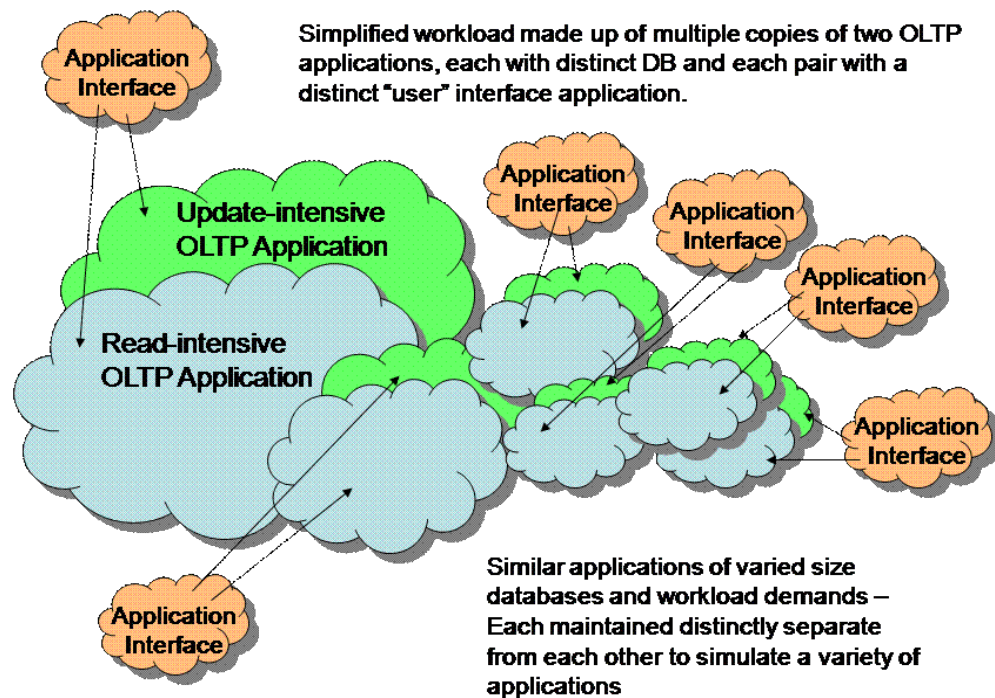 Application
Interface
Simplified workload made up of multiple copies of two OLTP
applications, each with distinct DB and each pair with a
distinct “user” interface application.
Application
Interface
Application
Interface
Update-intensive
OLTP Application
Application
Interface
Read-intensive
OLTP Application
Application
Interface
Application
Interface
Similar applications of varied size
databases and workload demands –
Each maintained distinctly separate
from each other to simulate a variety of
applications